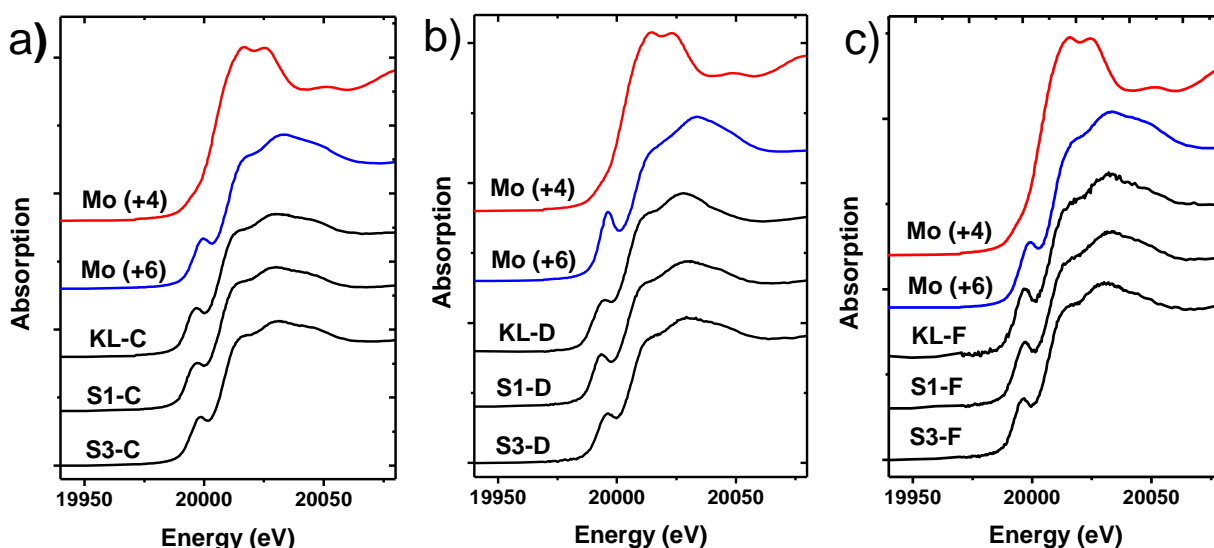 a)
Absorption
Mo (+4)
Mo (+6)
KL-C
S1-C
S3-C
19950 20000 20050
Energy (eV)
b)
Absorption
Mo (+4)
Mo (+6)
KL-D
S1-D
S3-D
19950 20000 20050
Energy (eV)
c)
Absorption
Mo (+4)
Mo (+6)
KL-F
S1-F
S3-F
19950 20000 20050
Energy (eV)